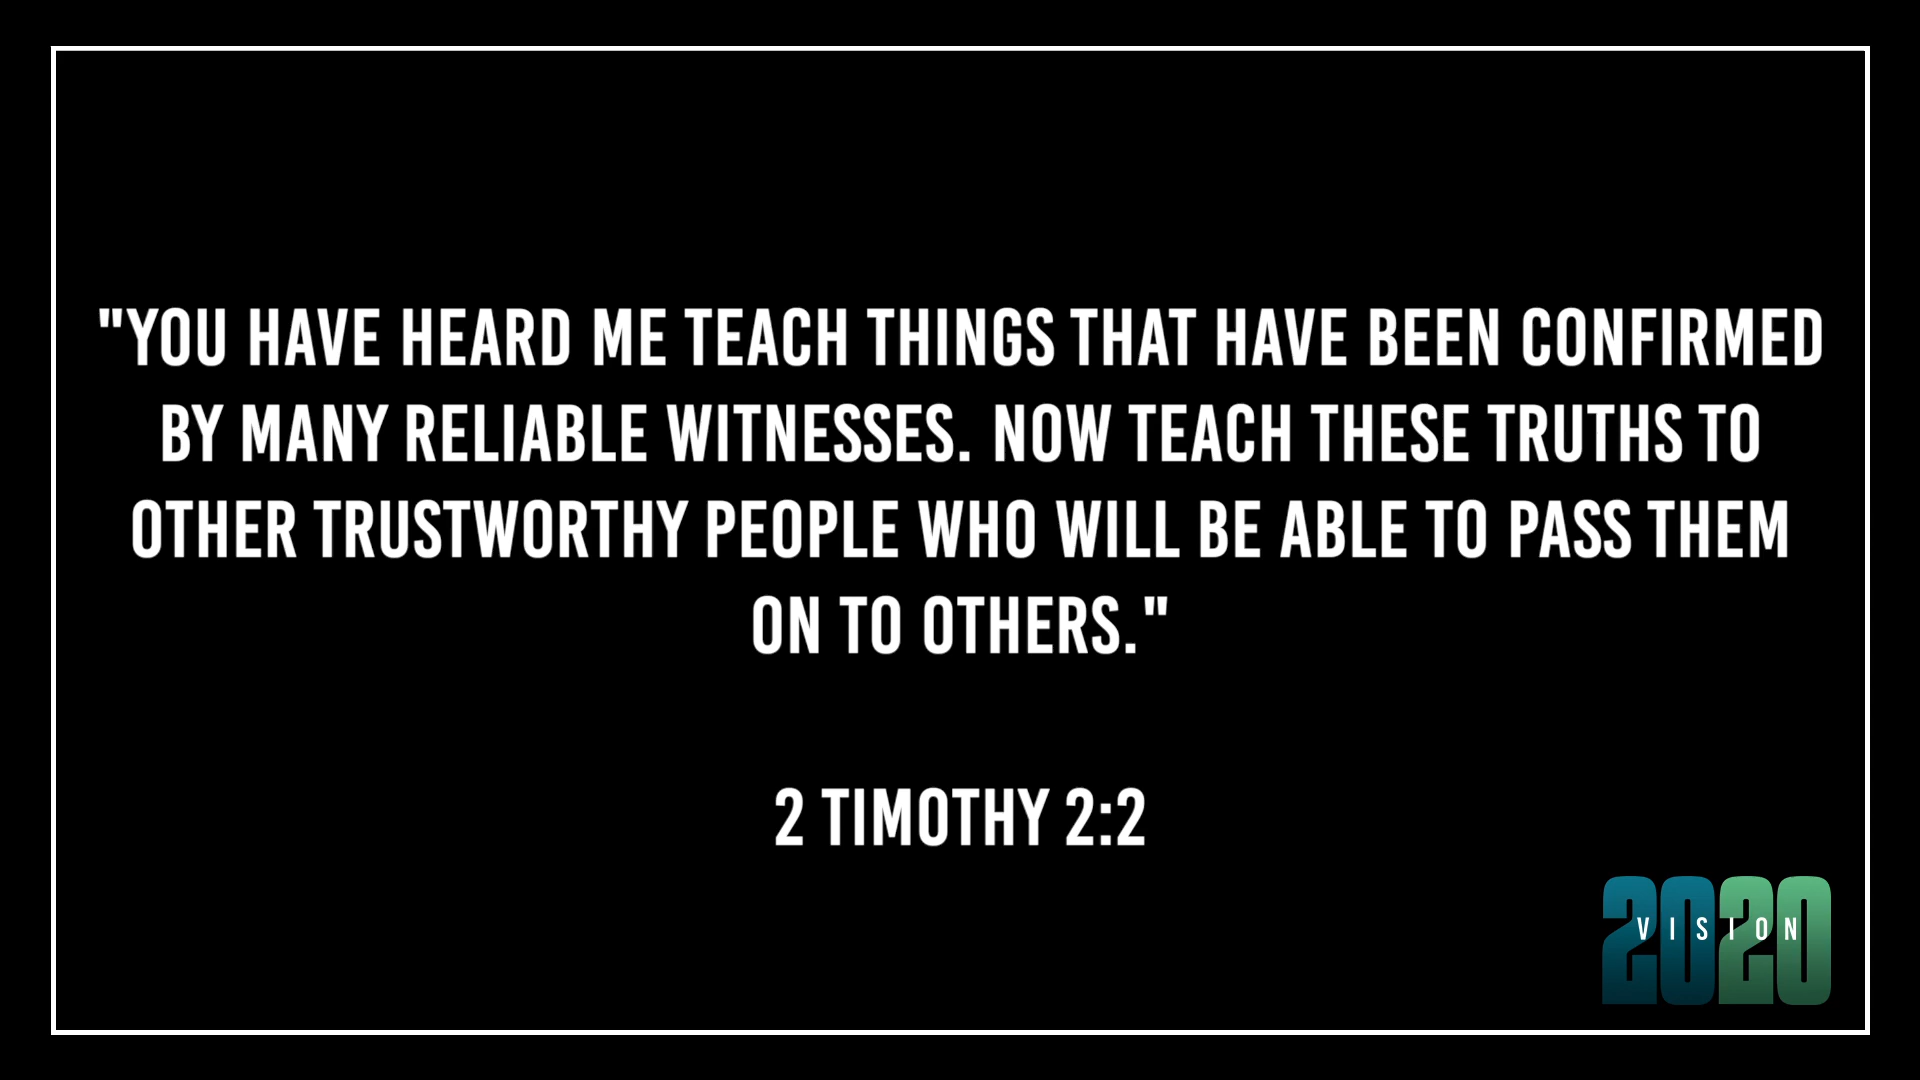 "YOU HAVE HEARD ME TEACH THINGS THAT HAVE BEEN CONFIRMED
BY MANY RELIABLE WITNESSES. NOW TEACH THESE TRUTHS TO
OTHER TRUSTWORTHY PEOPLE WHO WILL BE ABLE TO PASS THEM
ON TO OTHERS."
2 TIMOTHY 2:2
2020
VISION